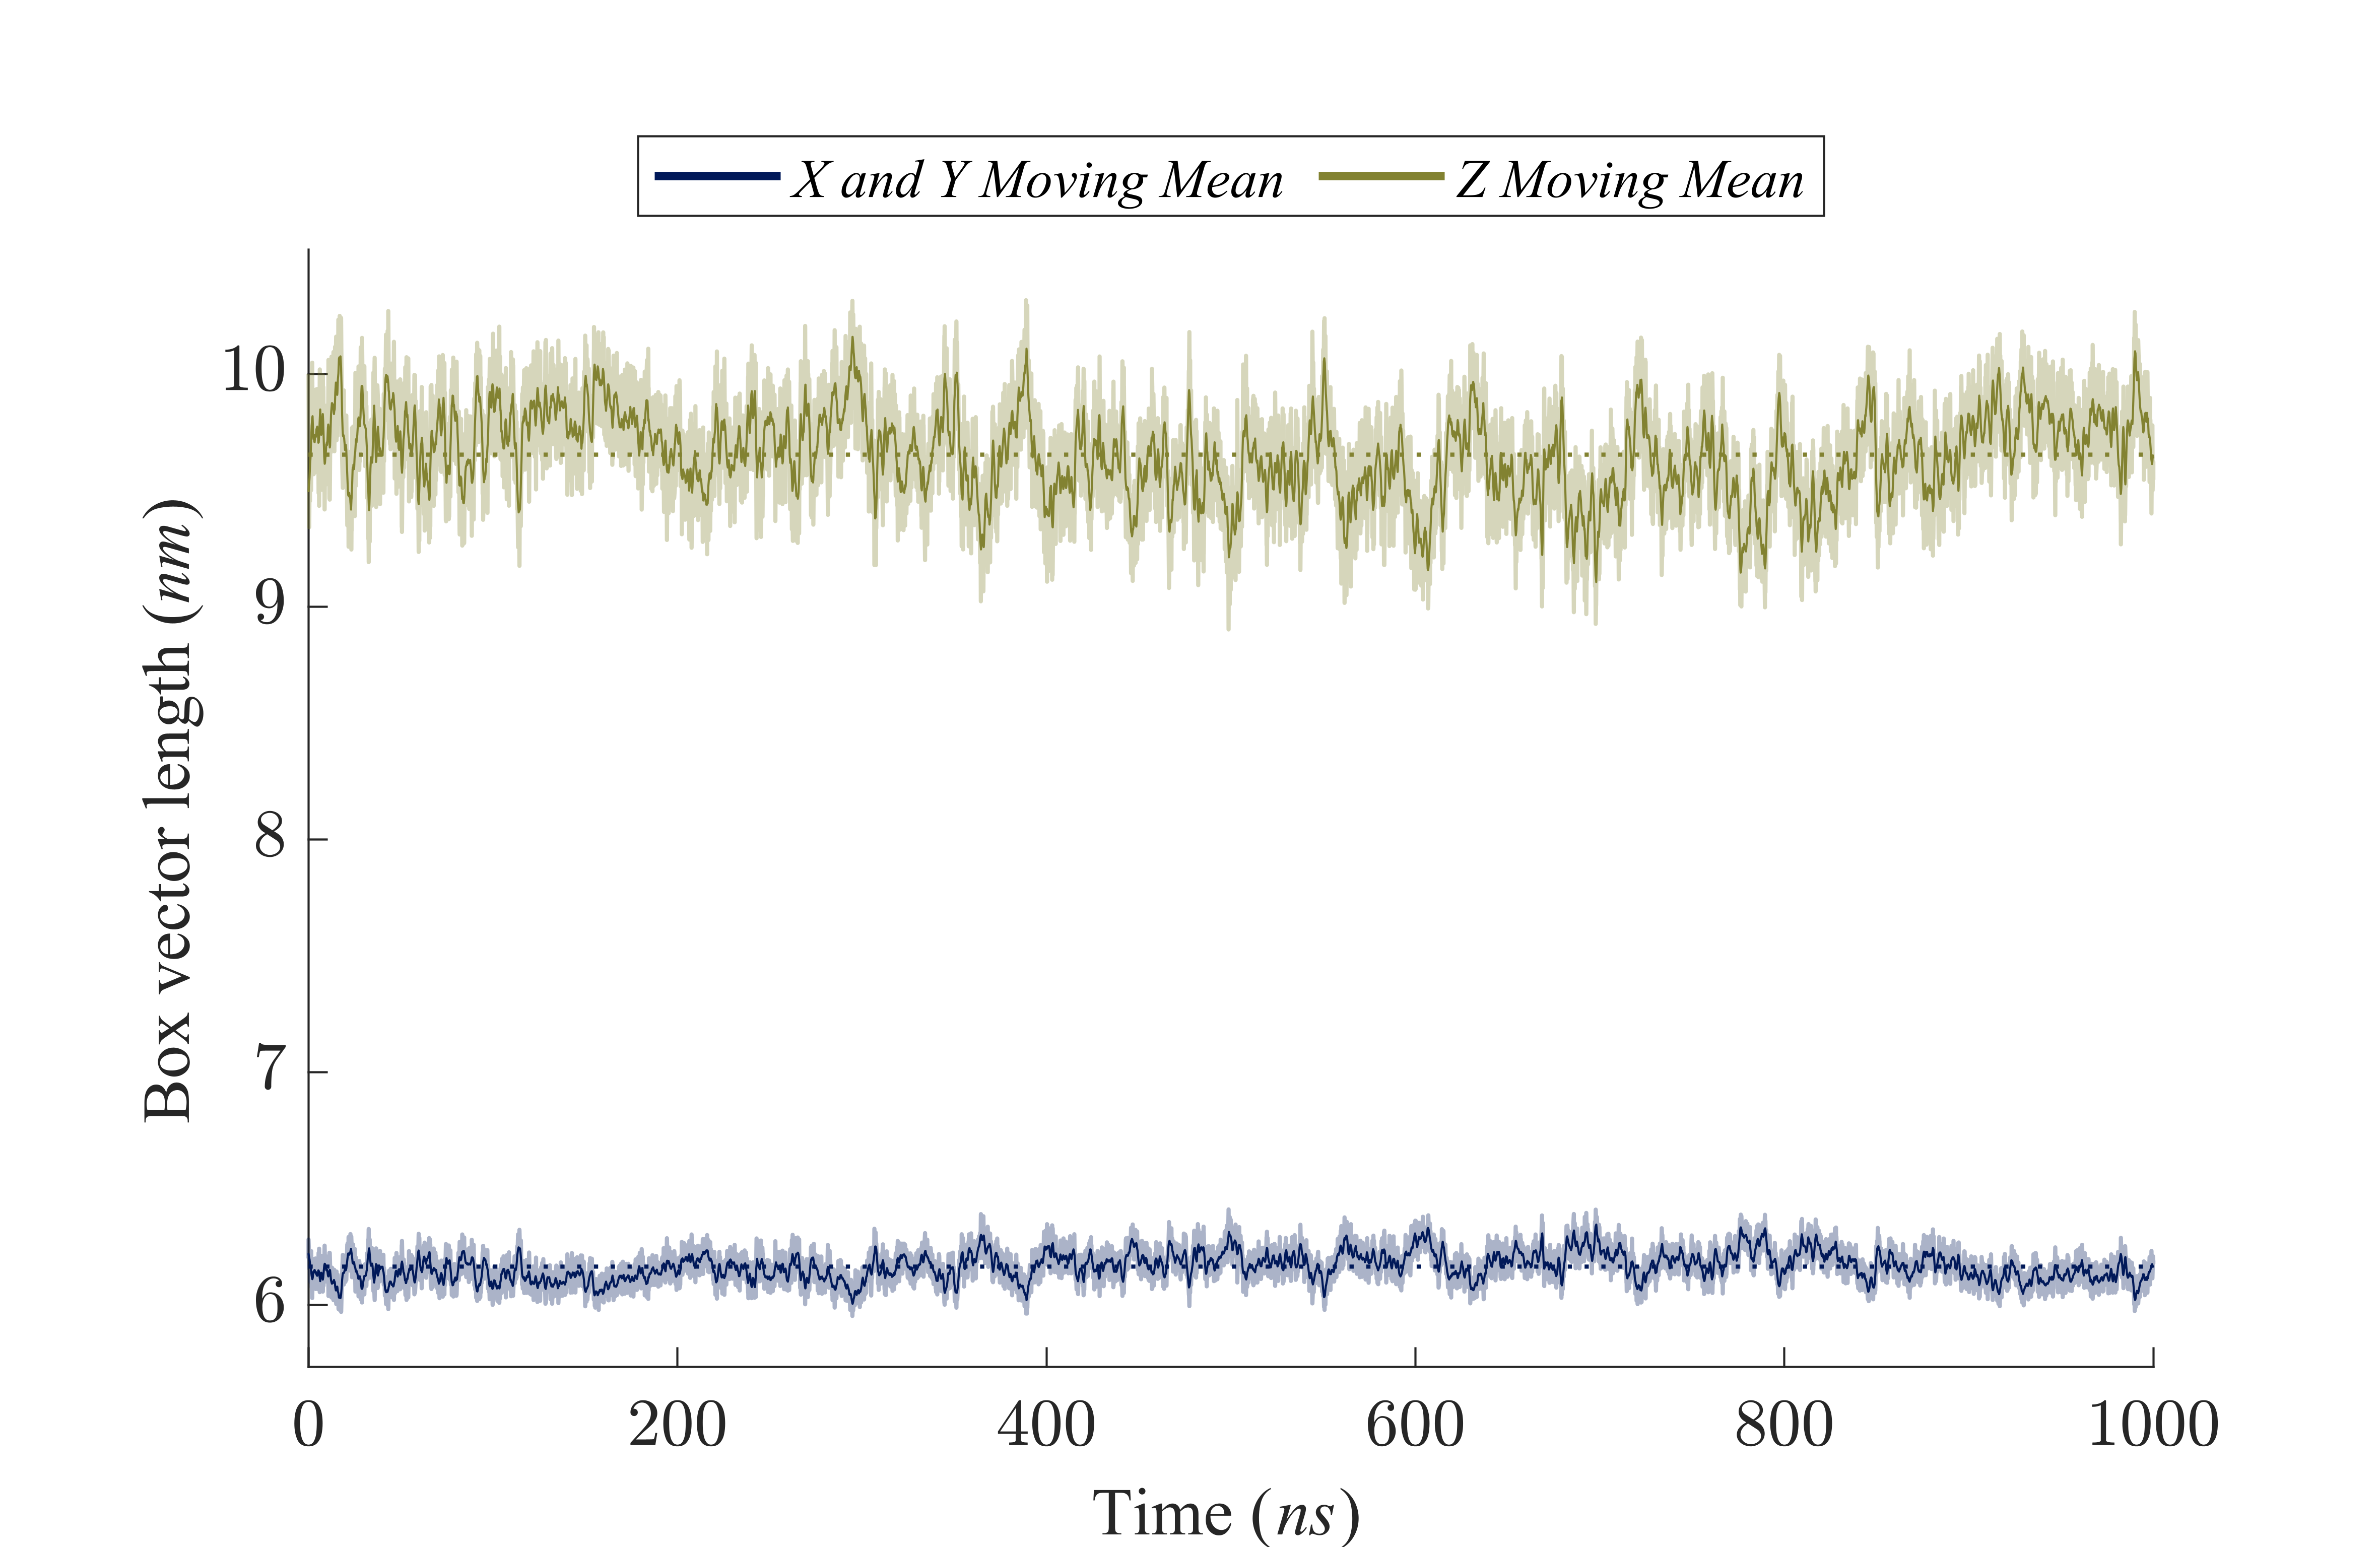 X and Y Moving Mean Z Moving Mean
Box vector length (nm)
10
9
8
7
6
0 200 400 600 800 1000
Time (ns)